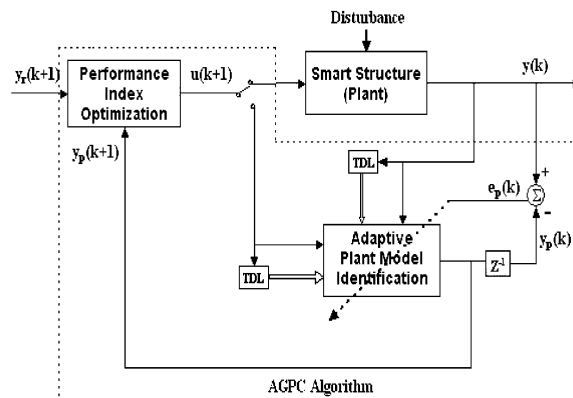 Disturbance
y_r(k+1)
Performance
Index
Optimization
u(k+1)
Smart Structure
(Plant)
y(k)
y_p(k+1)
TDL
e_p(k)
+
Σ
-
y_p(k)
Adaptive
Plant Model
Identification
TDL
Z^-1
AGPC Algorithm